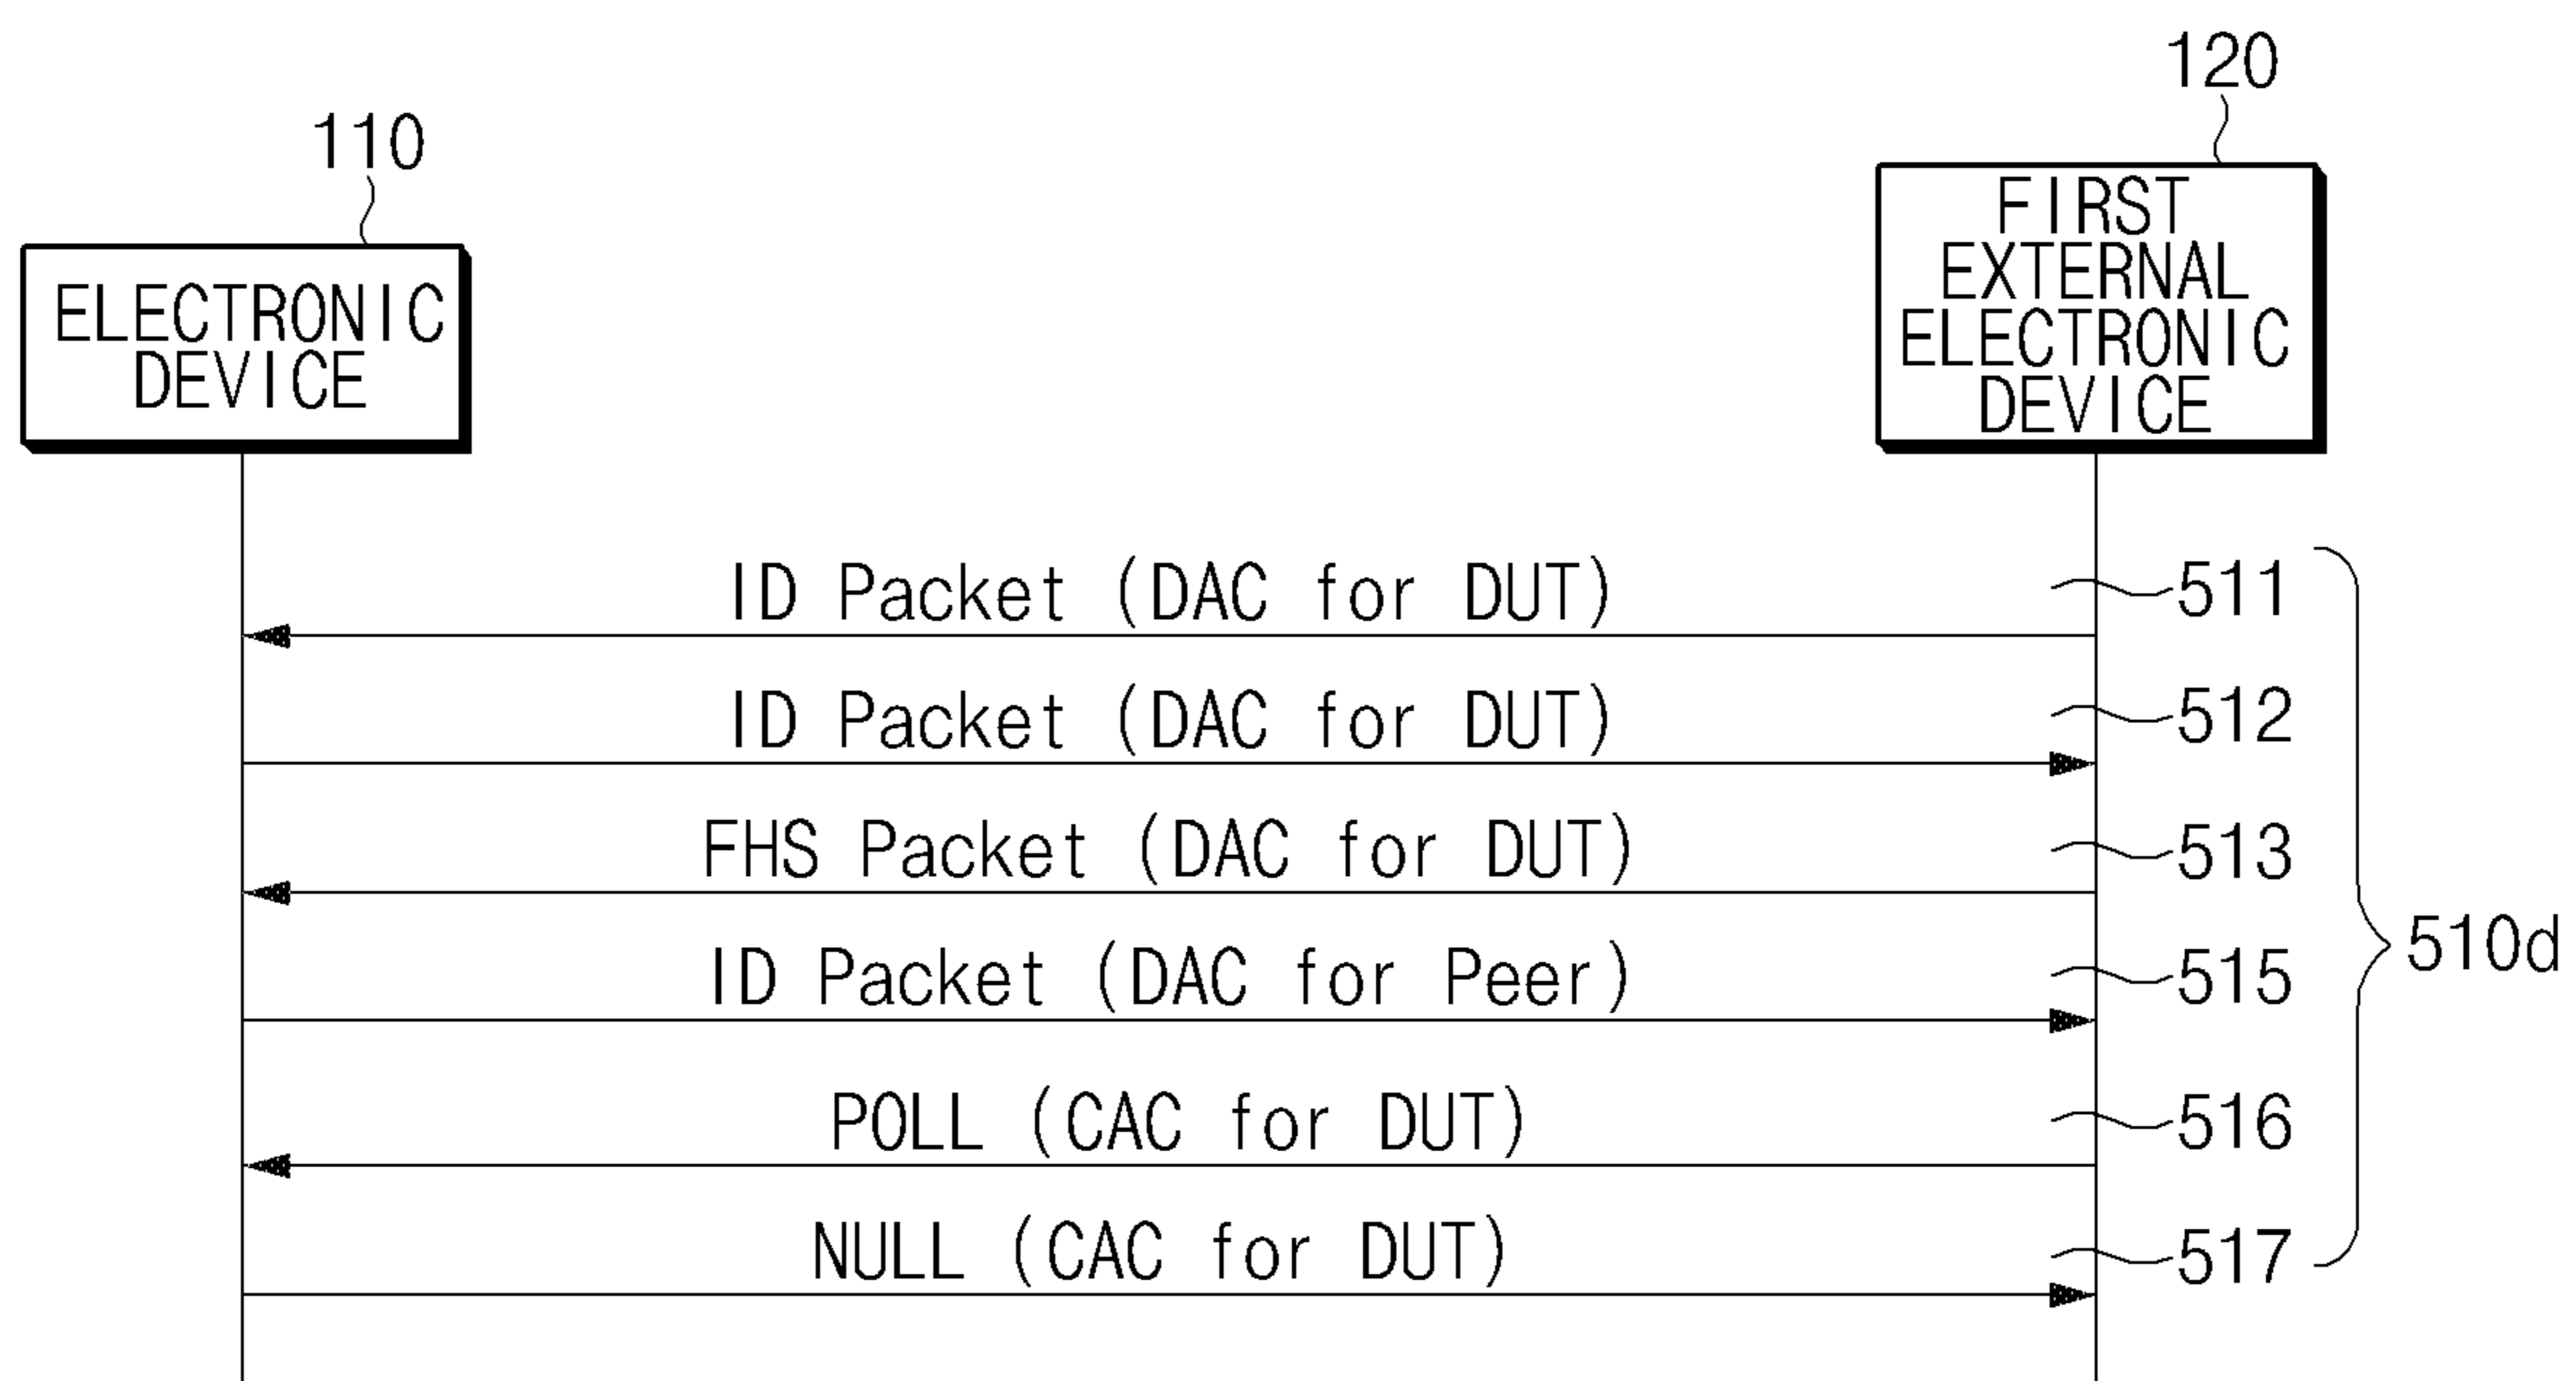 120
110
FIRST
EXTERNAL
ELECTRONIC
DEVICE
ELECTRONIC
DEVICE
ID Packet (DAC for DUT) 511
ID Packet (DAC for DUT) 512
FHS Packet (DAC for DUT) 513
510d
ID Packet (DAC for Peer) 515
POLL (CAC for DUT) 516
NULL (CAC for DUT) 517